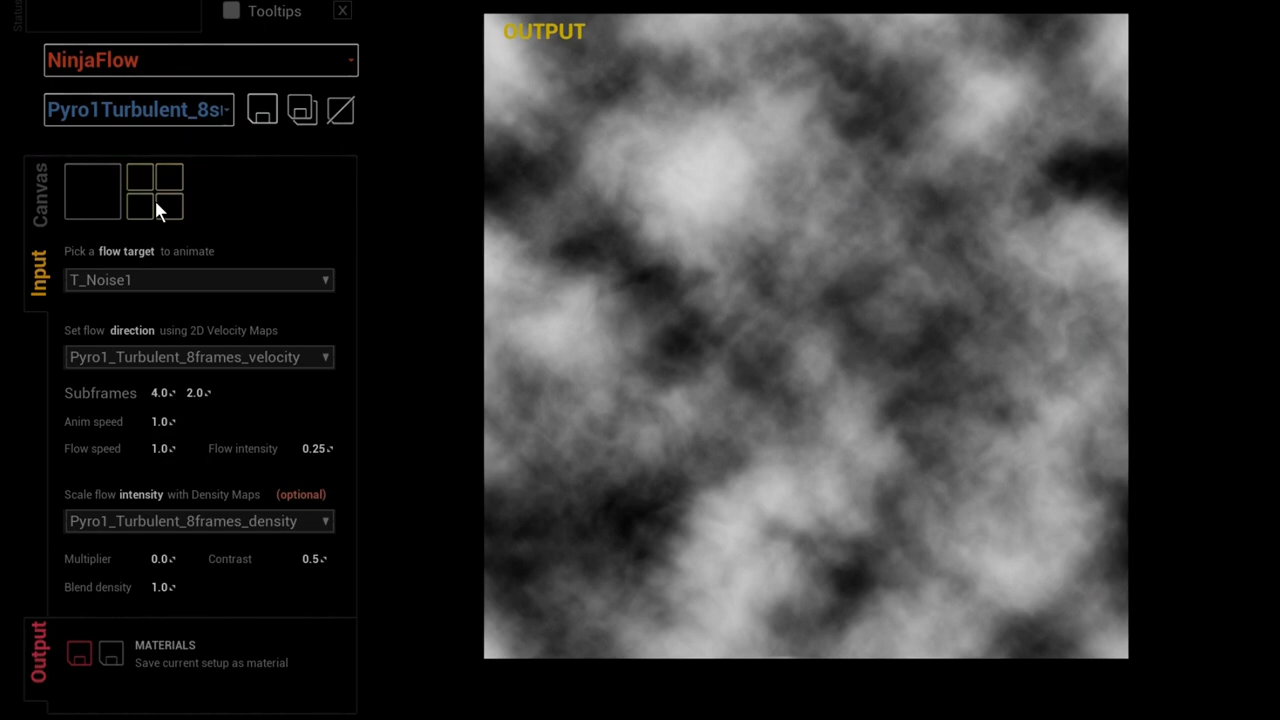 Status
Tooltips
X
OUTPUT
NinjaFlow
Pyro1Turbulent_8s
Canvas
Input
Pick a flow target to animate
T_Noise1
Set flow direction using 2D Velocity Maps
Pyro1_Turbulent_8frames_velocity
Subframes 4.0 2.0
Anim speed 1.0
Flow speed 1.0 Flow intensity 0.25
Scale flow intensity with Density Maps (optional)
Pyro1_Turbulent_8frames_density
Multiplier 0.0 Contrast 0.5
Blend density 1.0
Output
MATERIALS
Save current setup as material